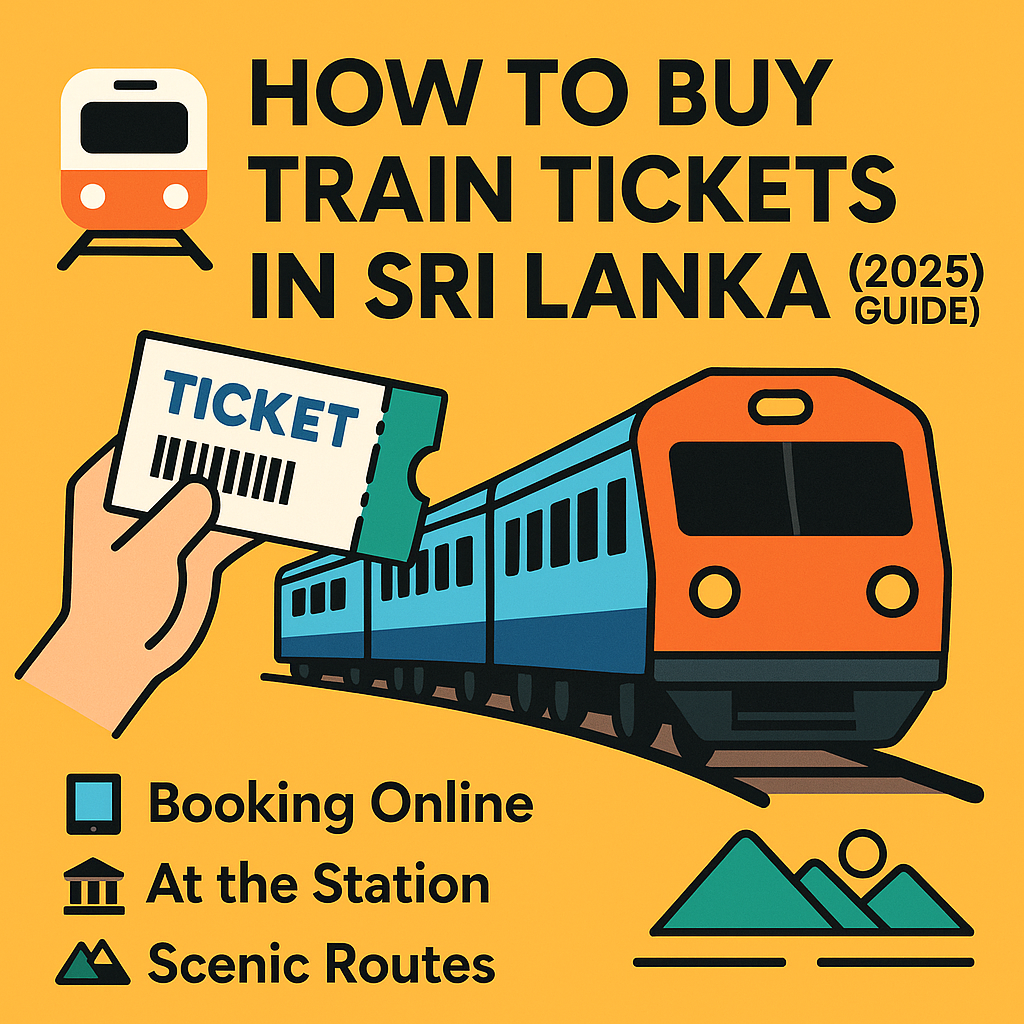 HOW TO BUY
TRAIN TICKETS
IN SRI LANKA (2025)
GUIDE)
TICKET
Booking Online
At the Station
Scenic Routes